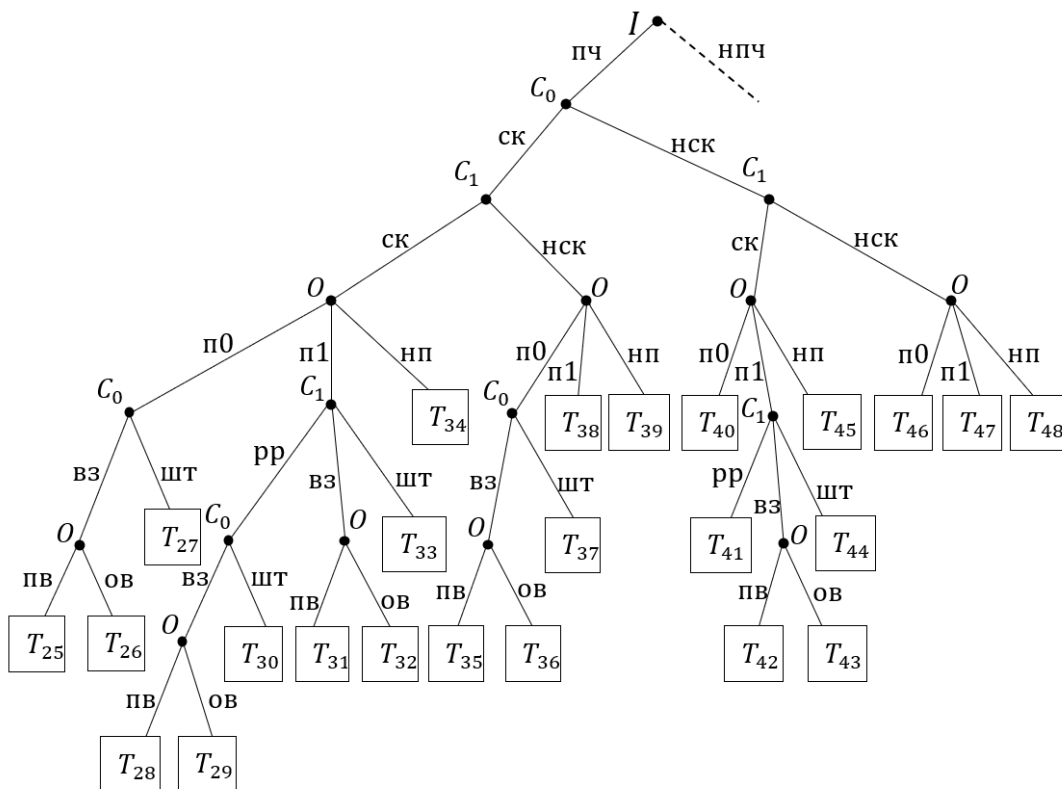 I
пч нпч
C₀
ск нск
C₁ C₁
ск нск ск нск
O O O O
п0 п1 нп п0 п1 нп п0 п1 нп п0 п1 нп
C₀ C₁ T₃₄ C₀ T₃₈ T₃₉ T₄₀ C₁ T₄₅ T₄₆ T₄₇ T₄₈
вз шт рр вз шт вз шт рр вз шт
O T₂₇ C₀ O T₃₃ O T₃₇ T₄₁ O T₄₄
пв ов вз шт пв ов пв ов пв ов
T₂₅ T₂₆ O T₃₀ T₃₁ T₃₂ T₃₅ T₃₆ T₄₂ T₄₃
пв ов
T₂₈ T₂₉